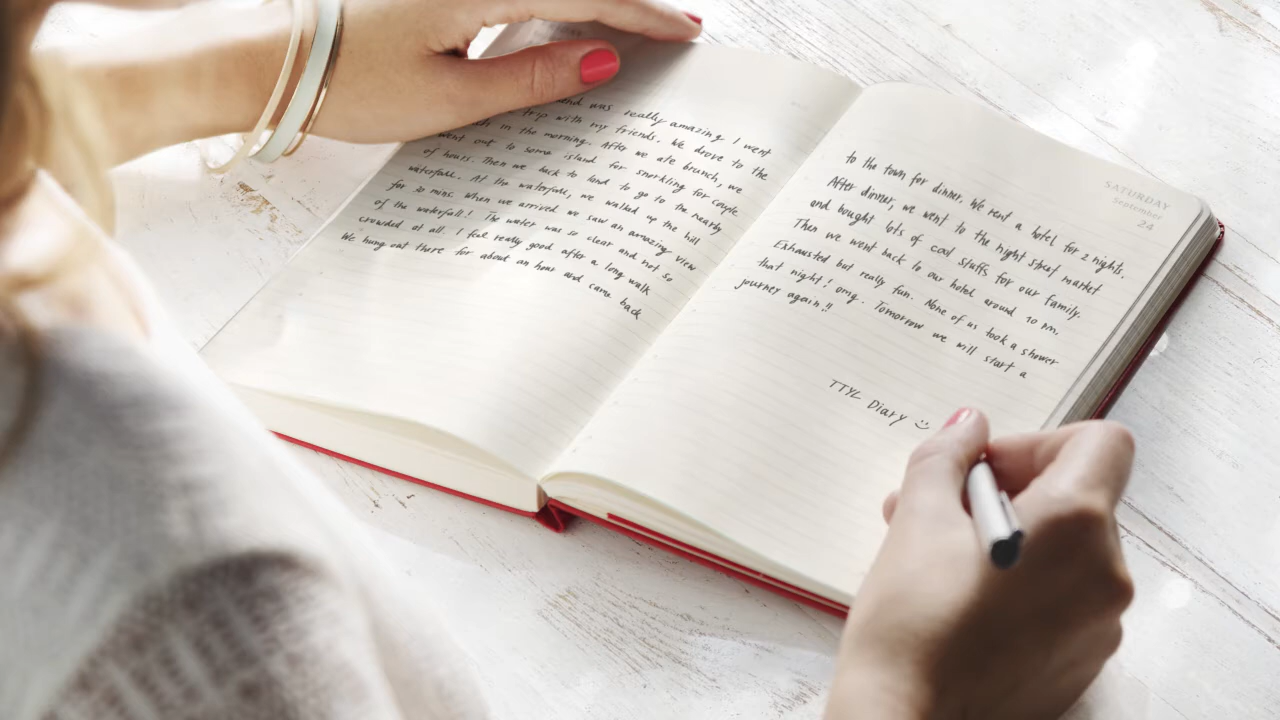 was really amazing I went
trip with my friends. We drove to the
in the morning. After we ate brunch, we
went out to some island for snorkling for couple
of hours. Then we back to land to go to the nearby
waterfall. At the waterfall, we walked up the hill
for 30 mins. When we arrived we saw an amazing view
of the waterfall! The water was so clear and not so
crowded at all. I feel really good after a long walk
We hung out there for about an hour and came back
SATURDAY
September
24
to the town for dinner. We rent a hotel for 2 nights.
After dinner, we went to the night street market
and bought lots of cool stuffs for our family.
Then we went back to our hotel around 10 PM.
Exhausted but really fun. None of us took a shower
that night! omg. Tomorrow we will start a
journey again!!
TTYL Diary